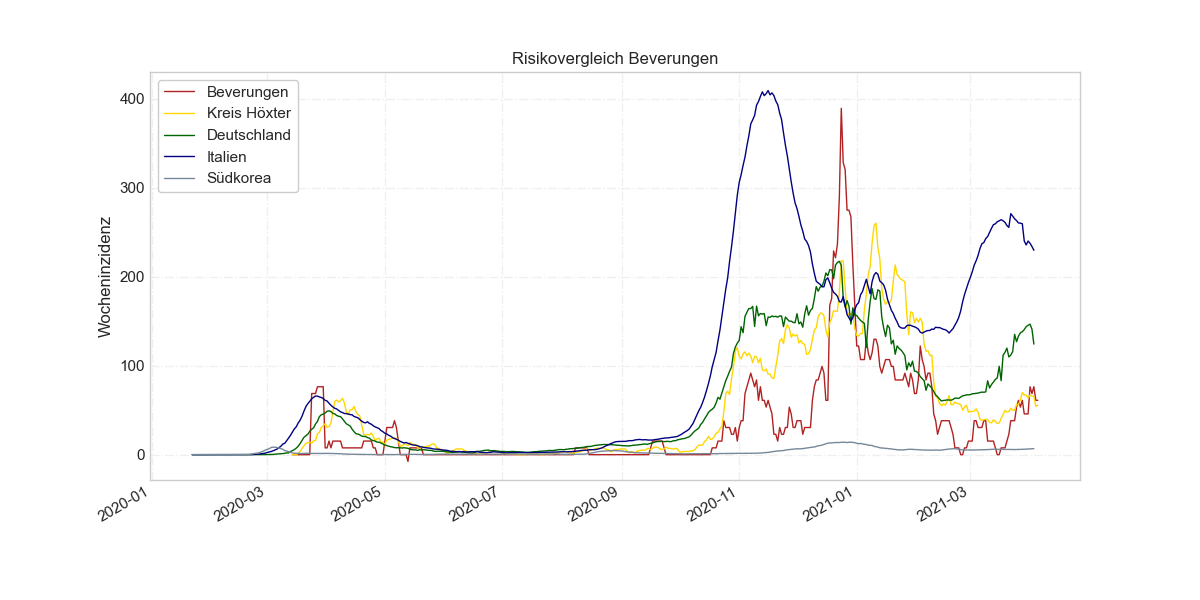 Risikovergleich Beverungen
Wocheninzidenz
400
300
200
100
0
Beverungen
Kreis Höxter
Deutschland
Italien
Südkorea
2020-01
2020-03
2020-05
2020-07
2020-09
2020-11
2021-01
2021-03